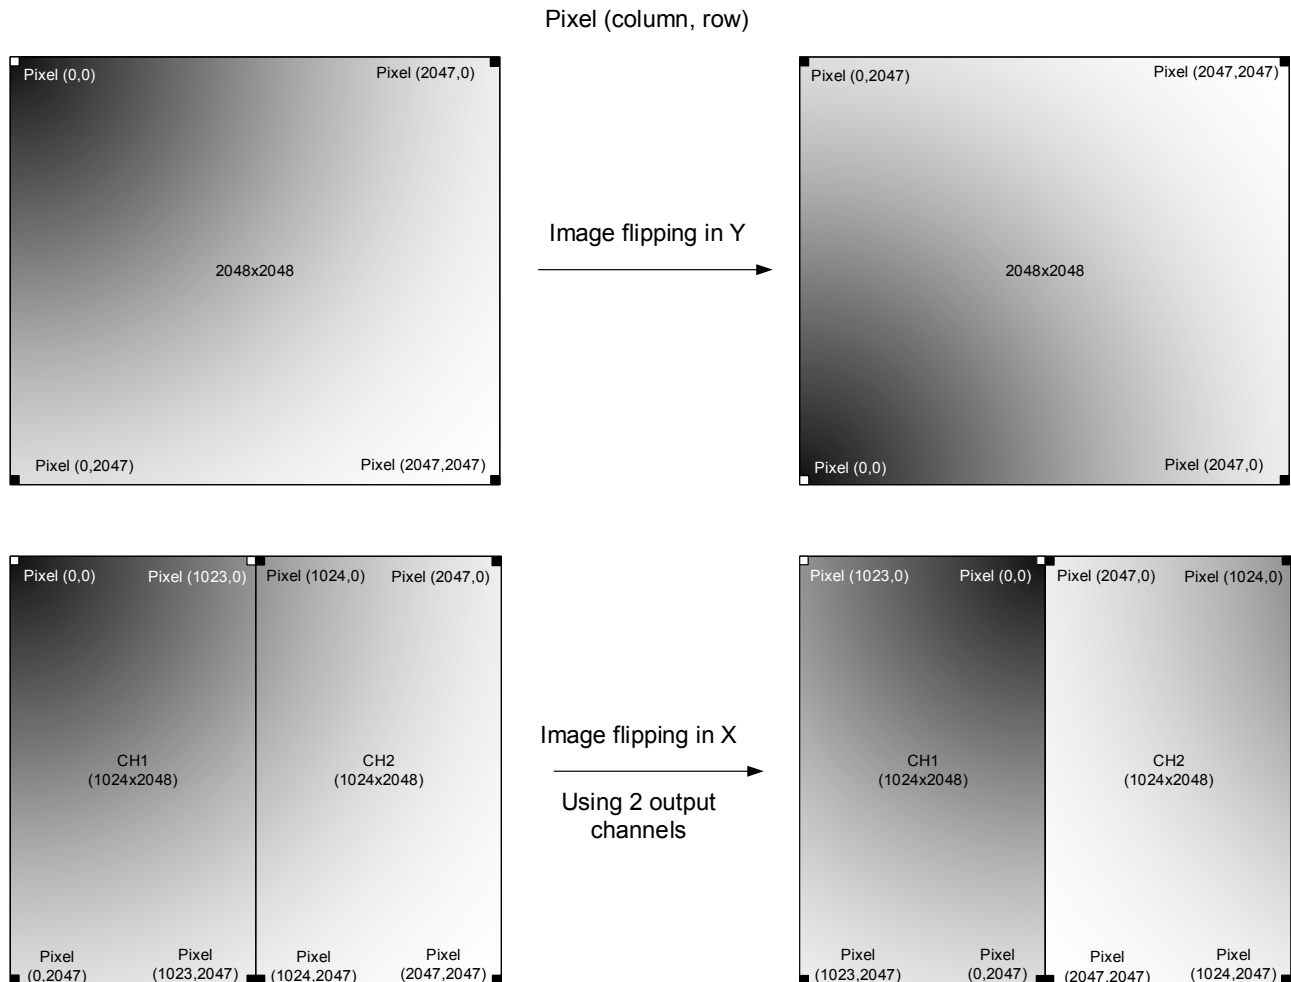 Pixel (column, row)
Pixel (0,0)
Pixel (2047,0)
2048x2048
Pixel (0,2047)
Pixel (2047,2047)
Image flipping in Y
Pixel (0,2047)
Pixel (2047,2047)
2048x2048
Pixel (0,0)
Pixel (2047,0)
Pixel (0,0)
Pixel (1023,0)
Pixel (1024,0)
Pixel (2047,0)
CH1
(1024x2048)
CH2
(1024x2048)
Pixel
(0,2047)
Pixel
(1023,2047)
Pixel
(1024,2047)
Pixel
(2047,2047)
Image flipping in X
Using 2 output
channels
Pixel (1023,0)
Pixel (0,0)
Pixel (2047,0)
Pixel (1024,0)
CH1
(1024x2048)
CH2
(1024x2048)
Pixel
(1023,2047)
Pixel
(0,2047)
Pixel
(2047,2047)
Pixel
(1024,2047)